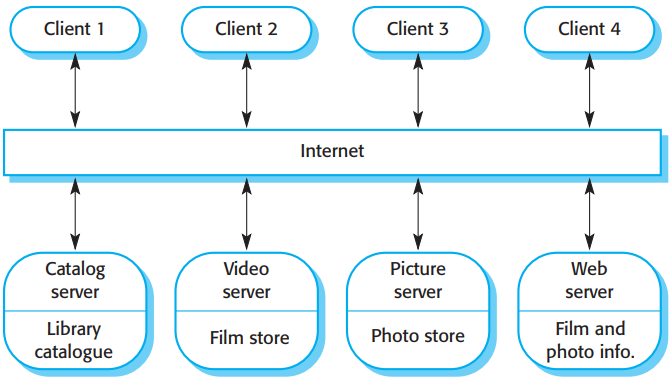 Client 1
Client 2
Client 3
Client 4
Internet
Catalog
server
Library
catalogue
Video
server
Film store
Picture
server
Photo store
Web
server
Film and
photo info.